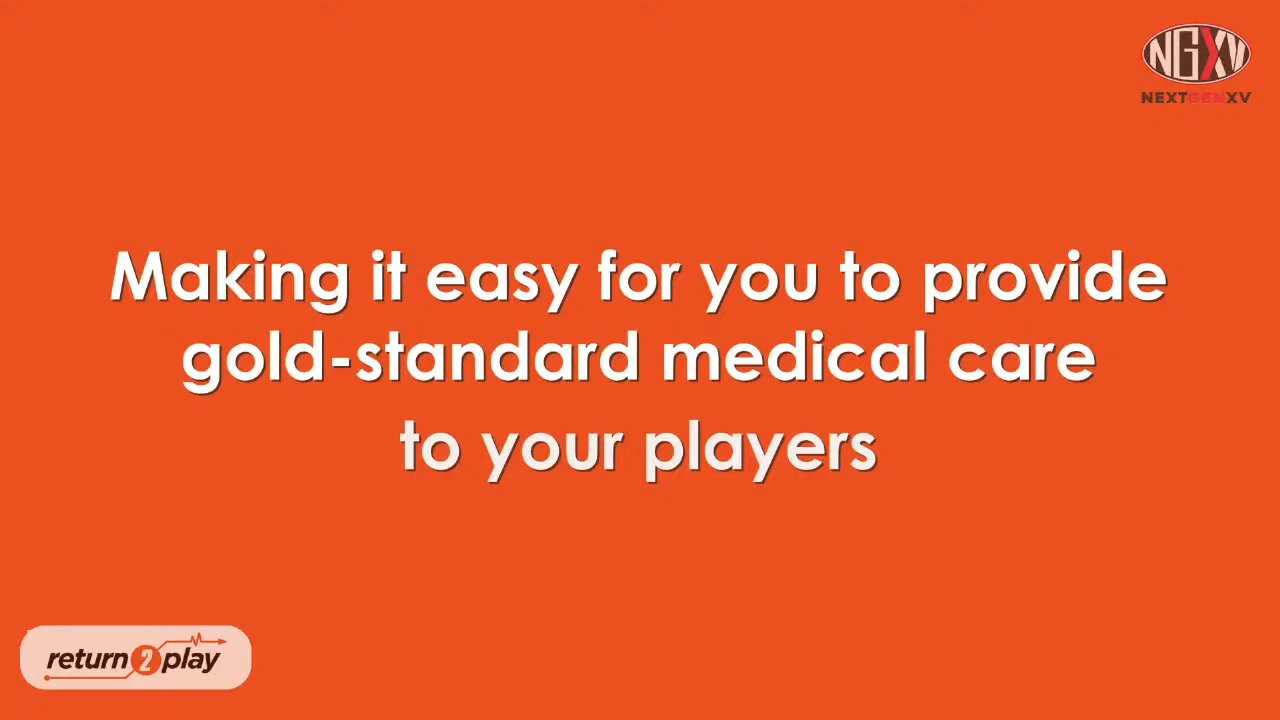 NGXV
NEXTGENXV
Making it easy for you to provide
gold-standard medical care
to your players
return2play